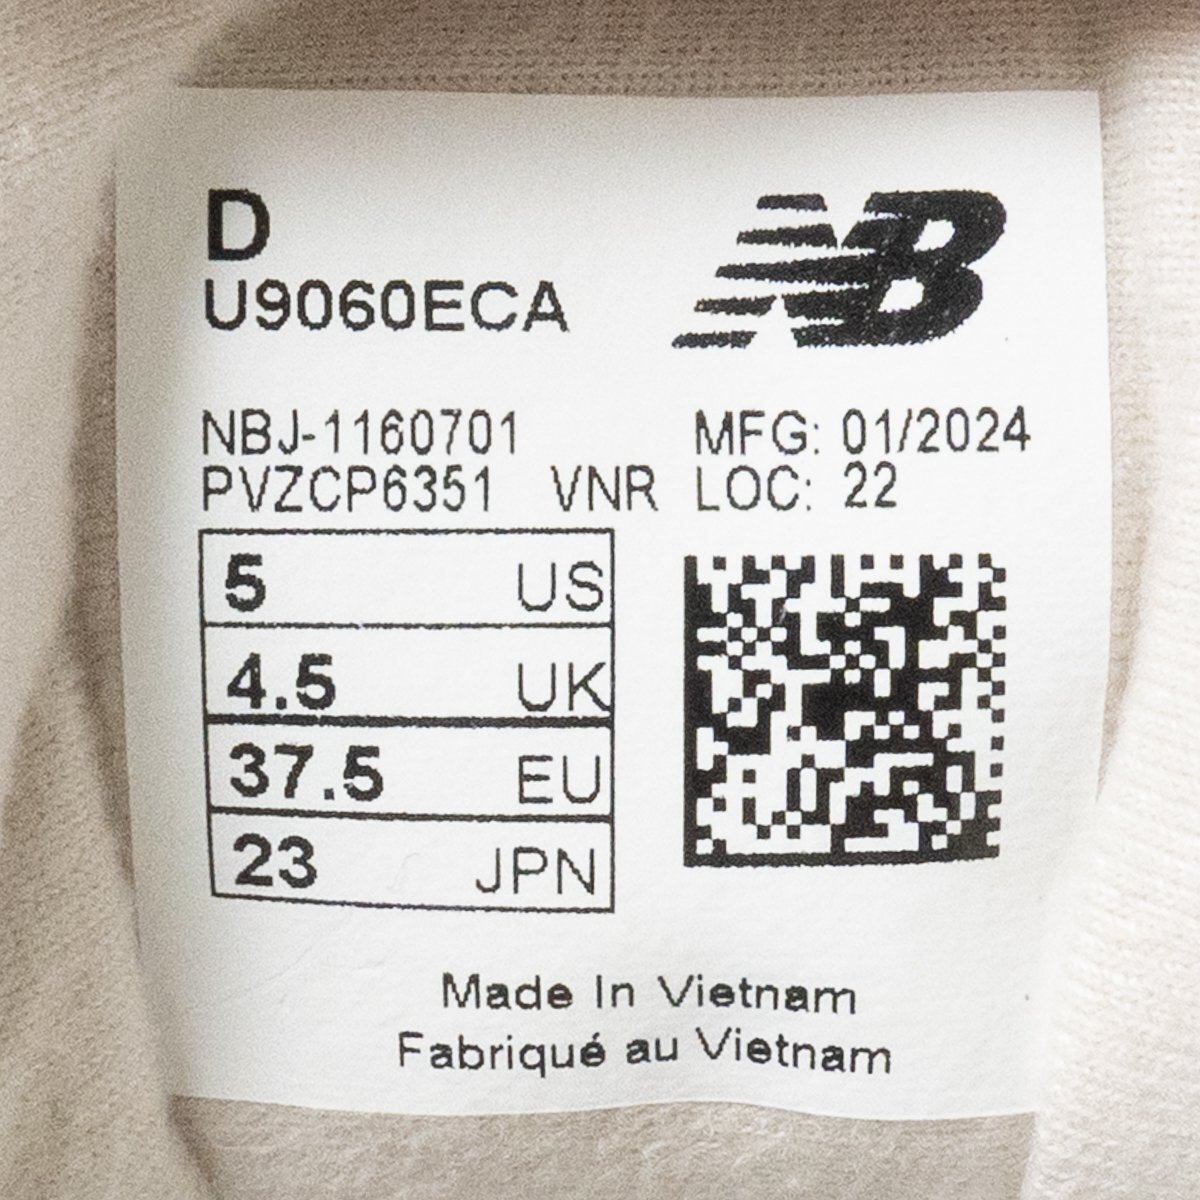 D
NB
U9060ECA
NBJ-1160701 MFG: 01/2024
PVZCP6351 VNR LOC: 22
5 US
4.5 UK
37.5 EU
23 JPN
Made In Vietnam
Fabriqué au Vietnam